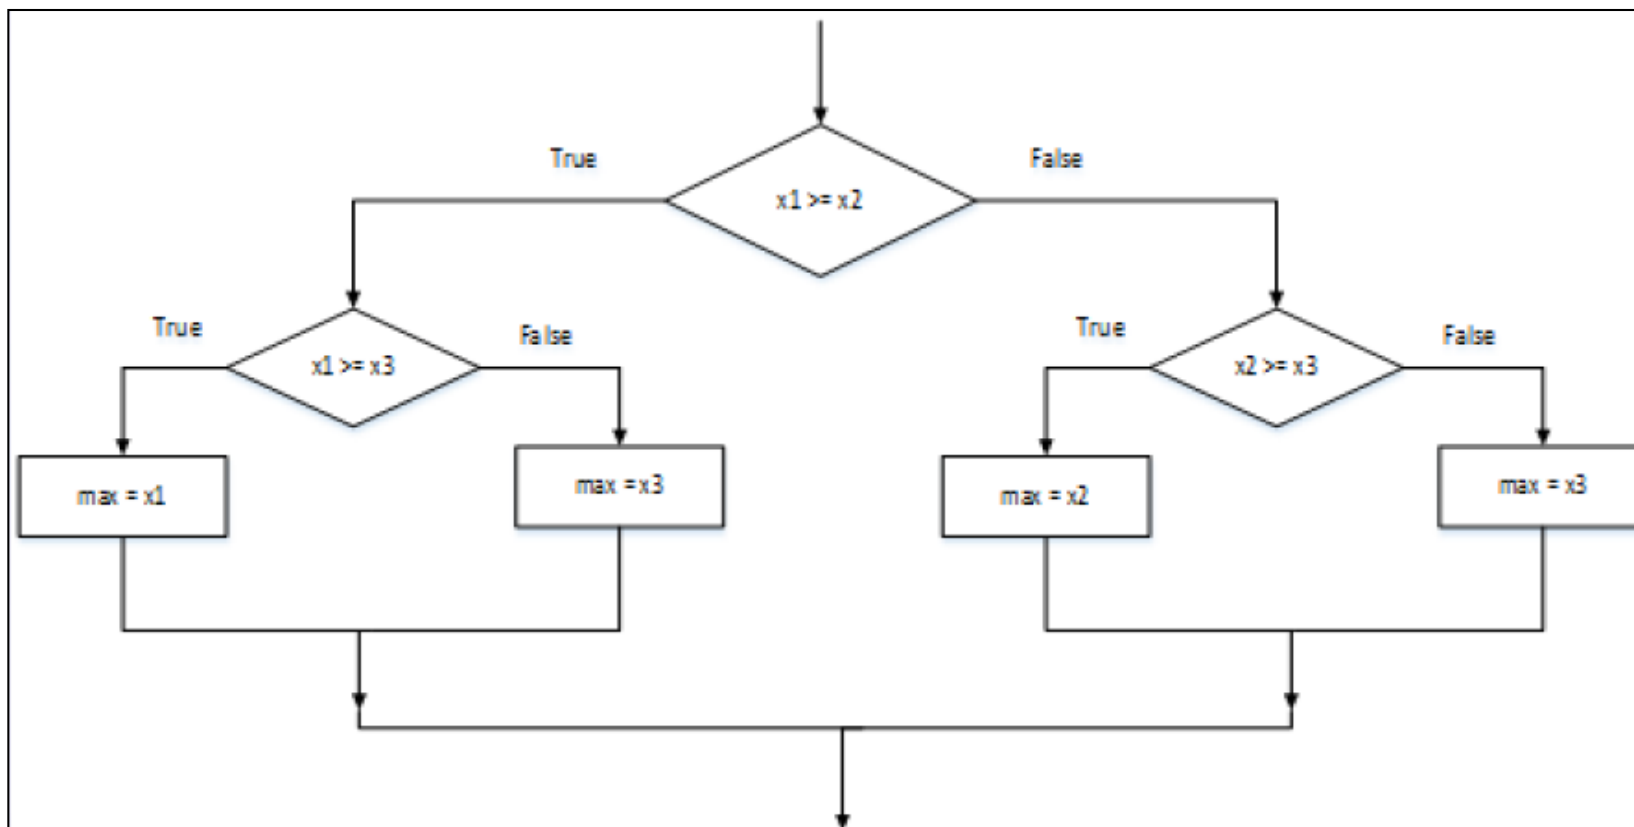 True
False
x1 >= x2
True
False
x1 >= x3
True
False
x2 >= x3
max = x1
max = x3
max = x2
max = x3